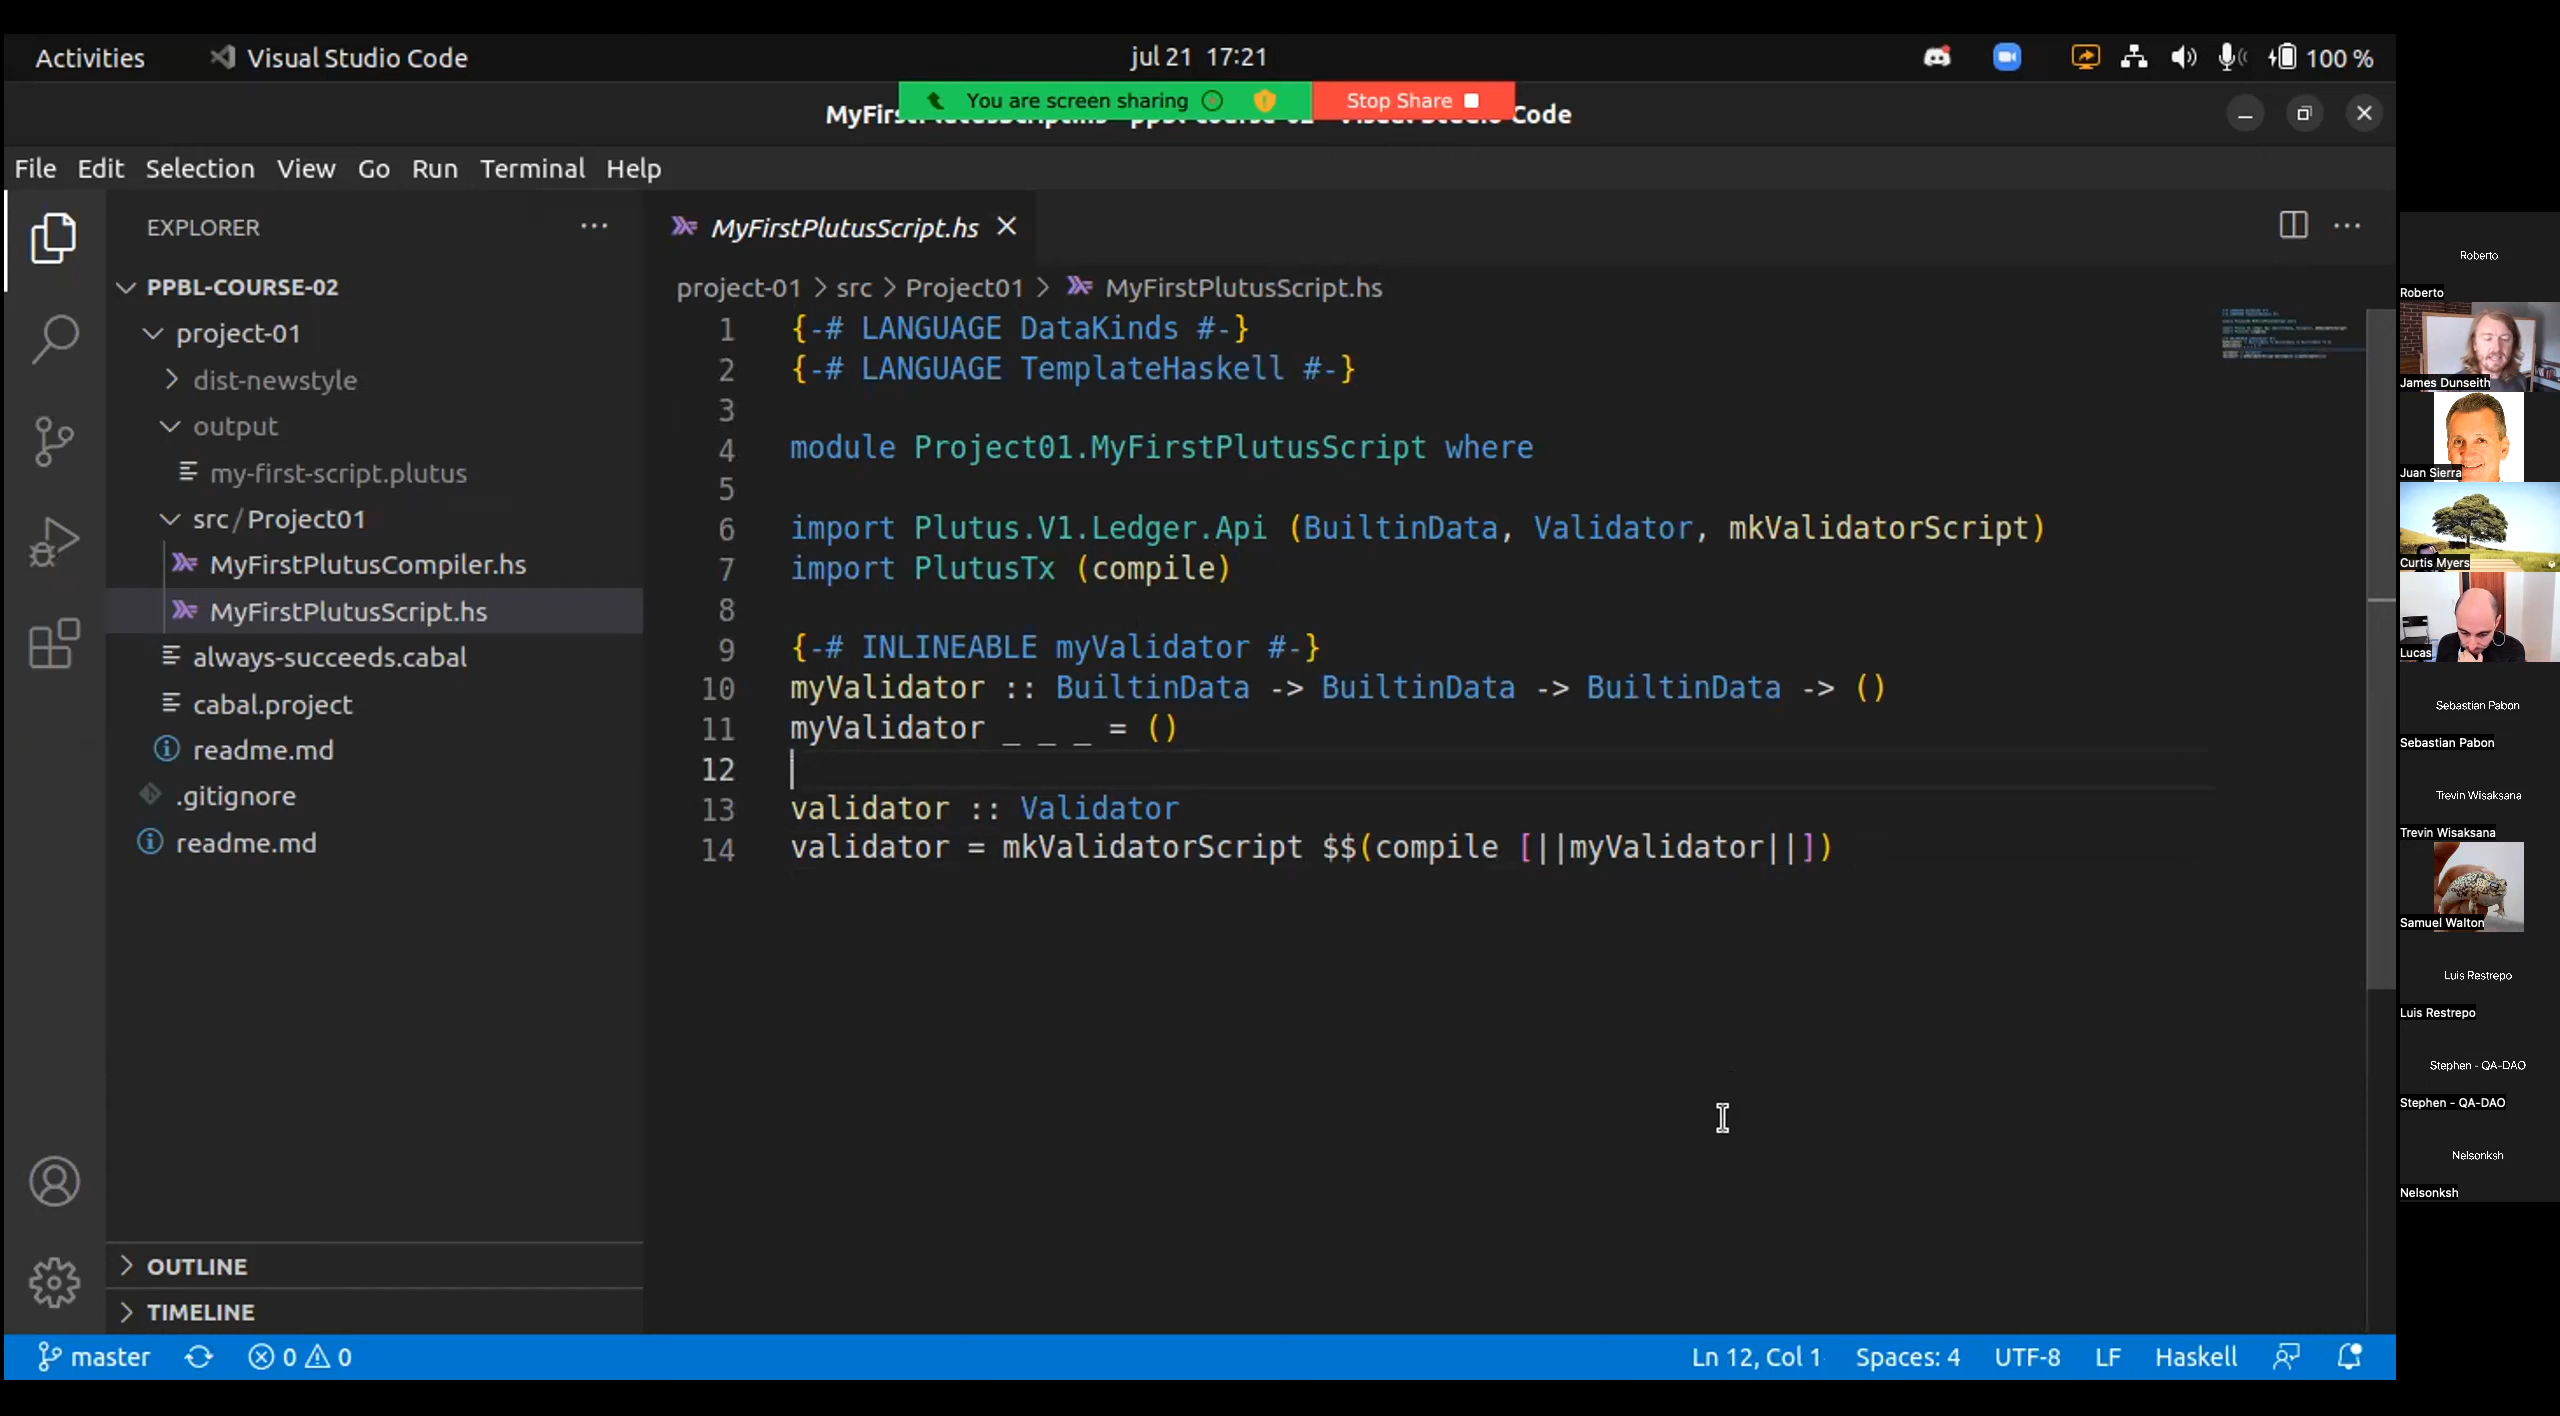 Activities Visual Studio Code jul 21 17:21 100 %
You are screen sharing Stop Share
Code
File Edit Selection View Go Run Terminal Help
EXPLORER
PPBL-COURSE-02
project-01
dist-newstyle
output
my-first-script.plutus
src/Project01
MyFirstPlutusCompiler.hs
MyFirstPlutusScript.hs
always-succeeds.cabal
cabal.project
readme.md
.gitignore
readme.md
OUTLINE
TIMELINE
MyFirstPlutusScript.hs
project-01 > src > Project01 > MyFirstPlutusScript.hs
1 {-# LANGUAGE DataKinds #-}
2 {-# LANGUAGE TemplateHaskell #-}
3
4 module Project01.MyFirstPlutusScript where
5
6 import Plutus.V1.Ledger.Api (BuiltinData, Validator, mkValidatorScript)
7 import PlutusTx (compile)
8
9 {-# INLINEABLE myValidator #-}
10 myValidator :: BuiltinData -> BuiltinData -> BuiltinData -> ()
11 myValidator _ _ _ = ()
12
13 validator :: Validator
14 validator = mkValidatorScript $$(compile [||myValidator||])
master 0 0 Ln 12, Col 1 Spaces: 4 UTF-8 LF Haskell
Roberto
Roberto
James Dunseith
Juan Sierra
Curtis Myers
Lucas
Sebastian Pabon
Sebastian Pabon
Trevin Wisaksana
Trevin Wisaksana
Samuel Walton
Luis Restrepo
Luis Restrepo
Stephen - QA-DAO
Stephen - QA-DAO
Nelsonksh
Nelsonksh